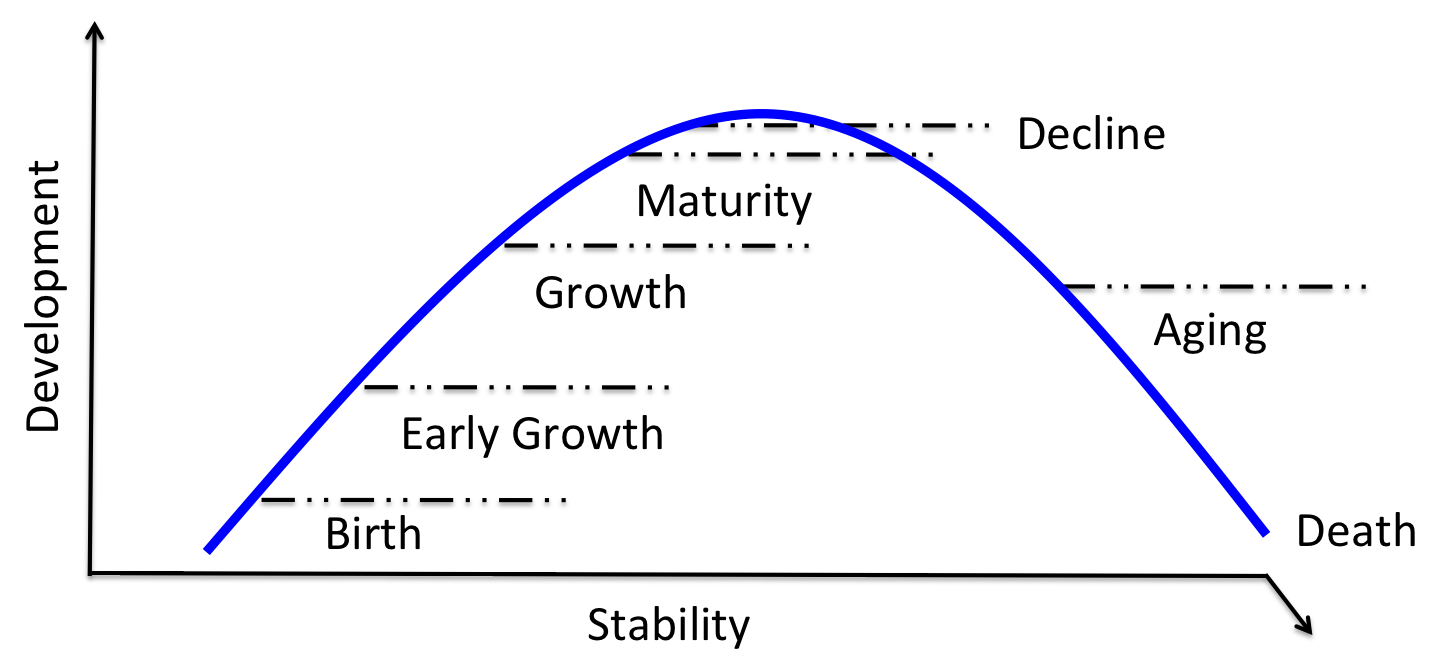 Development
Decline
Maturity
Growth
Aging
Early Growth
Birth
Death
Stability